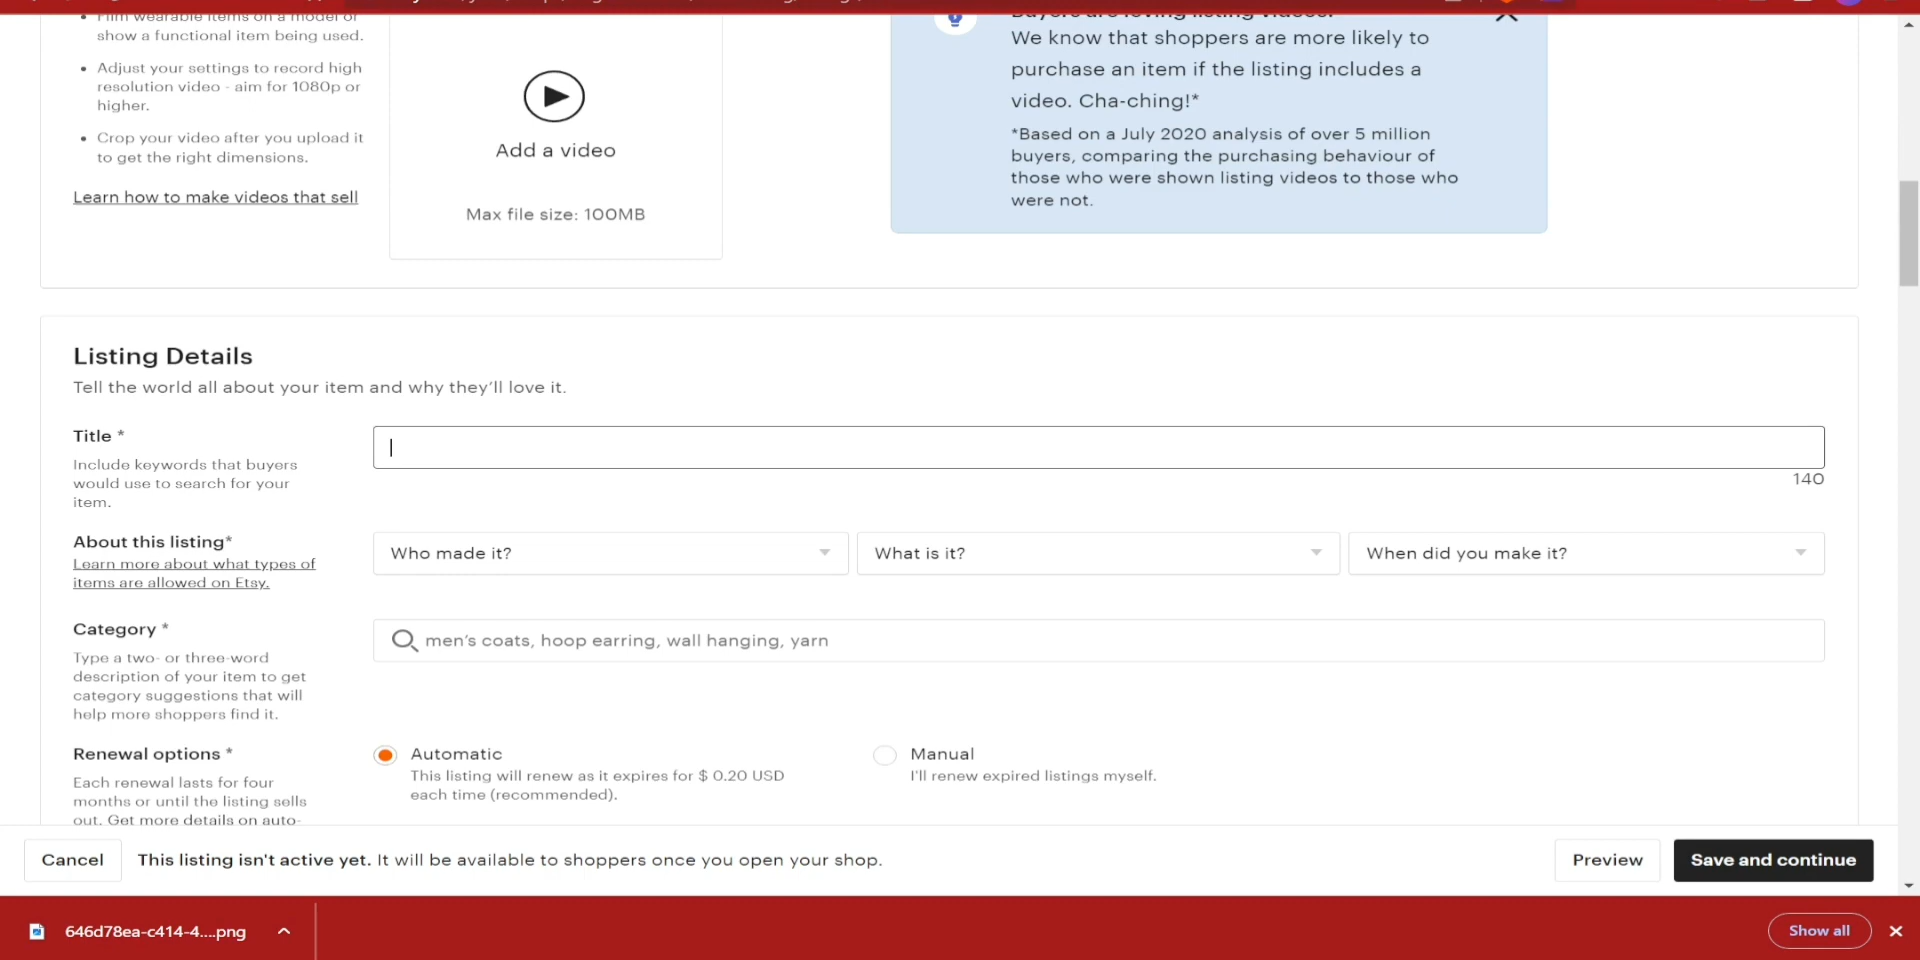 Film wearable items on a model or
show a functional item being used.
Adjust your settings to record high
resolution video - aim for 1080p or
higher.
Crop your video after you upload it
to get the right dimensions.
Learn how to make videos that sell
Add a video
Max file size: 100MB
Buyers are loving listing videos.
We know that shoppers are more likely to
purchase an item if the listing includes a
video. Cha-ching!*
*Based on a July 2020 analysis of over 5 million
buyers, comparing the purchasing behaviour of
those who were shown listing videos to those who
were not.
Listing Details
Tell the world all about your item and why they'll love it.
Title *
Include keywords that buyers
would use to search for your
item.
140
About this listing*
Learn more about what types of
items are allowed on Etsy.
Who made it?
What is it?
When did you make it?
Category *
Type a two- or three-word
description of your item to get
category suggestions that will
help more shoppers find it.
men's coats, hoop earring, wall hanging, yarn
Renewal options *
Each renewal lasts for four
months or until the listing sells
out. Get more details on auto-
Automatic
This listing will renew as it expires for $ 0.20 USD
each time (recommended).
Manual
I'll renew expired listings myself.
Cancel
This listing isn't active yet. It will be available to shoppers once you open your shop.
Preview
Save and continue
646d78ea-c414-4....png
Show all